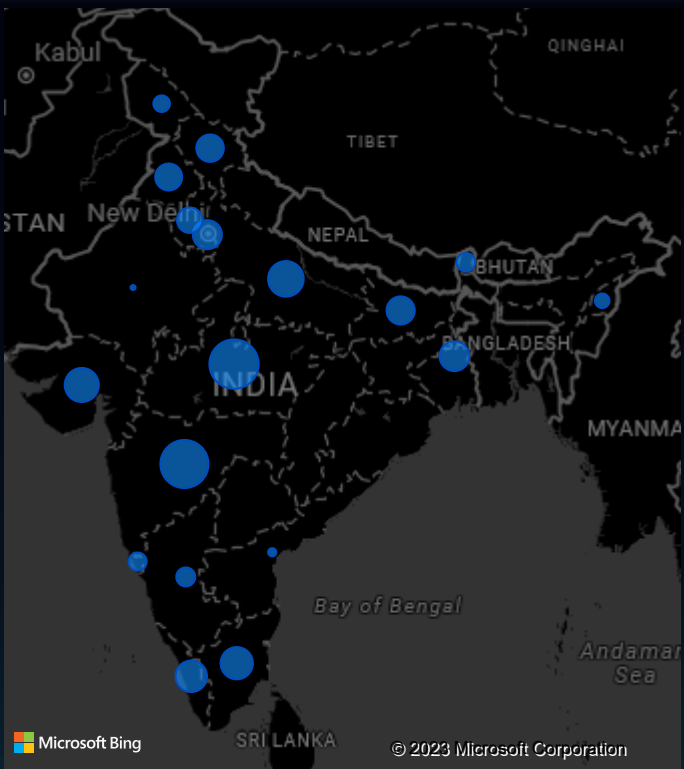 QINGHAI
Kabul
TIBET
New Delhi
STAN
NEPAL
BHUTAN
BANGLADESH
INDIA
MYANMA
Bay of Bengal
Andaman
Sea
SRI LANKA
Microsoft Bing
© 2023 Microsoft Corporation